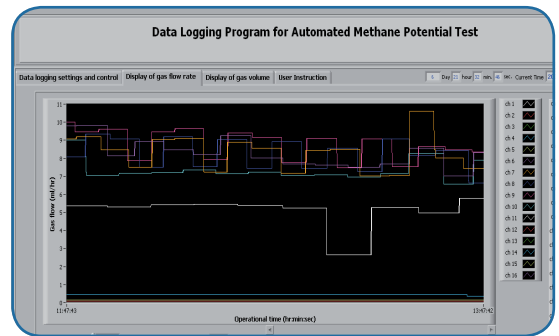 Data Logging Program for Automated Methane Potential Test
Data logging settings and control
Display of gas flow rate
Display of gas volume
User Instruction
6 Day 21 hour min. sec. Current Time
Gas flow (ml/hr)
11
10
9
8
7
6
5
4
3
2
1
0
11:47:43
13:47:42
Operational time (hr:min:sec)
ch 1
ch 2
ch 3
ch 4
ch 5
ch 6
ch 7
ch 8
ch 9
ch 10
ch 11
ch 12
ch 13
ch 14
ch 15
ch 16